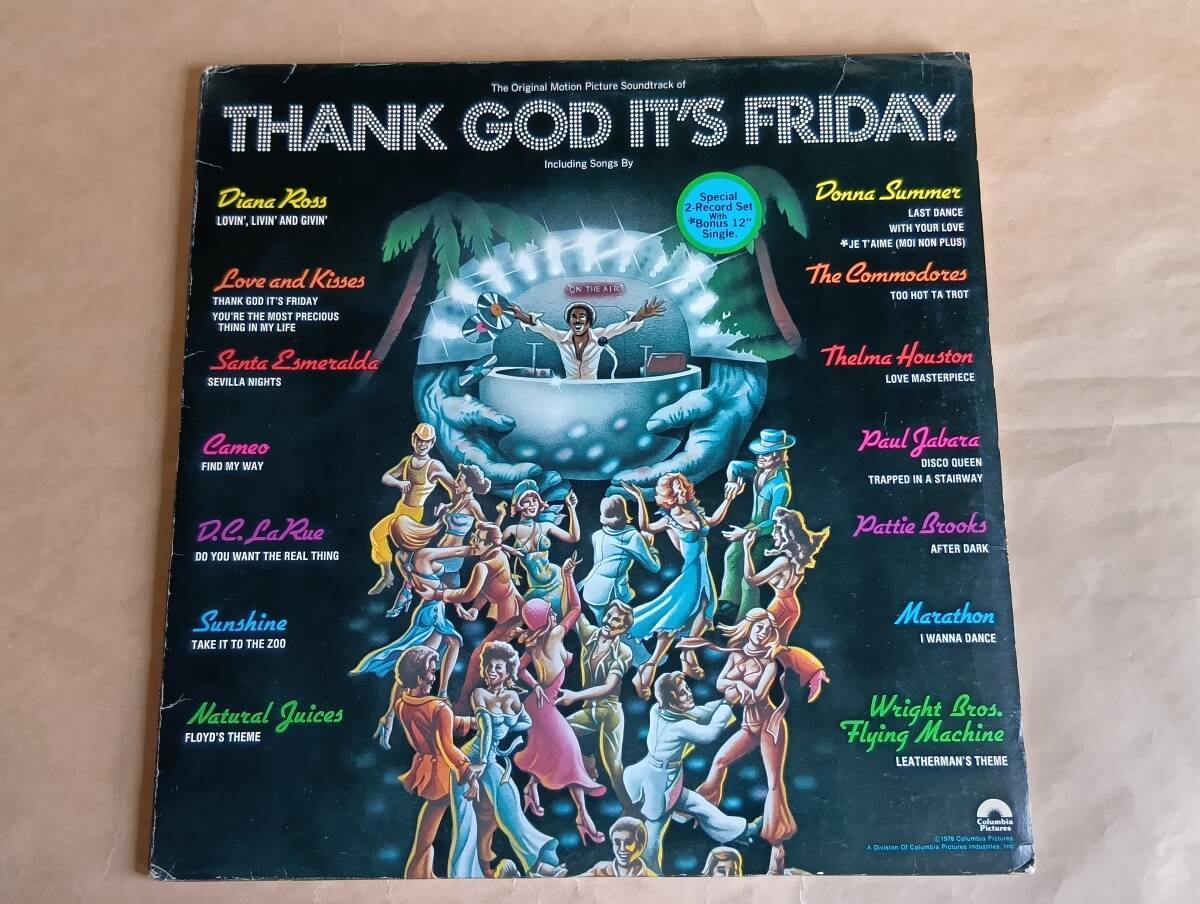 The Original Motion Picture Soundtrack of
THANK GOD IT'S FRIDAY.
Including Songs By
Diana Ross
LOVIN', LIVIN' AND GIVIN'
Love and Kisses
THANK GOD IT'S FRIDAY
YOU'RE THE MOST PRECIOUS
THING IN MY LIFE
Santa Esmeralda
SEVILLA NIGHTS
Cameo
FIND MY WAY
D.C. LaRue
DO YOU WANT THE REAL THING
Sunshine
TAKE IT TO THE ZOO
Natural Juices
FLOYD'S THEME
Special
2-Record Set
With
*Bonus 12"
Single.
ON THE AIR
Donna Summer
LAST DANCE
WITH YOUR LOVE
*JE T'AIME (MOI NON PLUS)
The Commodores
TOO HOT TA TROT
Thelma Houston
LOVE MASTERPIECE
Paul Jabara
DISCO QUEEN
TRAPPED IN A STAIRWAY
Pattie Brooks
AFTER DARK
Marathon
I WANNA DANCE
Wright Bros.
Flying Machine
LEATHERMAN'S THEME
Columbia
Pictures
©1978 Columbia Pictures
A Division Of Columbia Pictures Industries, Inc.